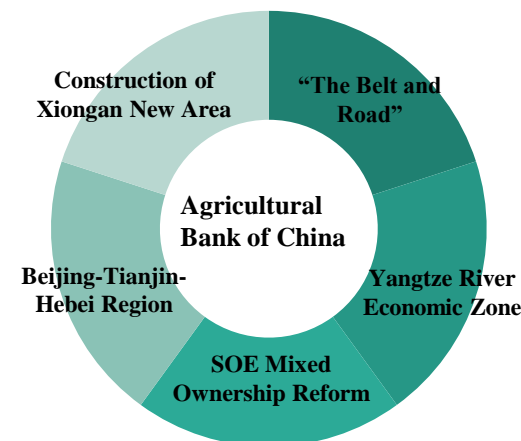 Construction of
Xiongan New Area
“The Belt and
Road”
Agricultural
Bank of China
Beijing-Tianjin-
Hebei Region
Yangtze River
Economic Zone
SOE Mixed
Ownership Reform